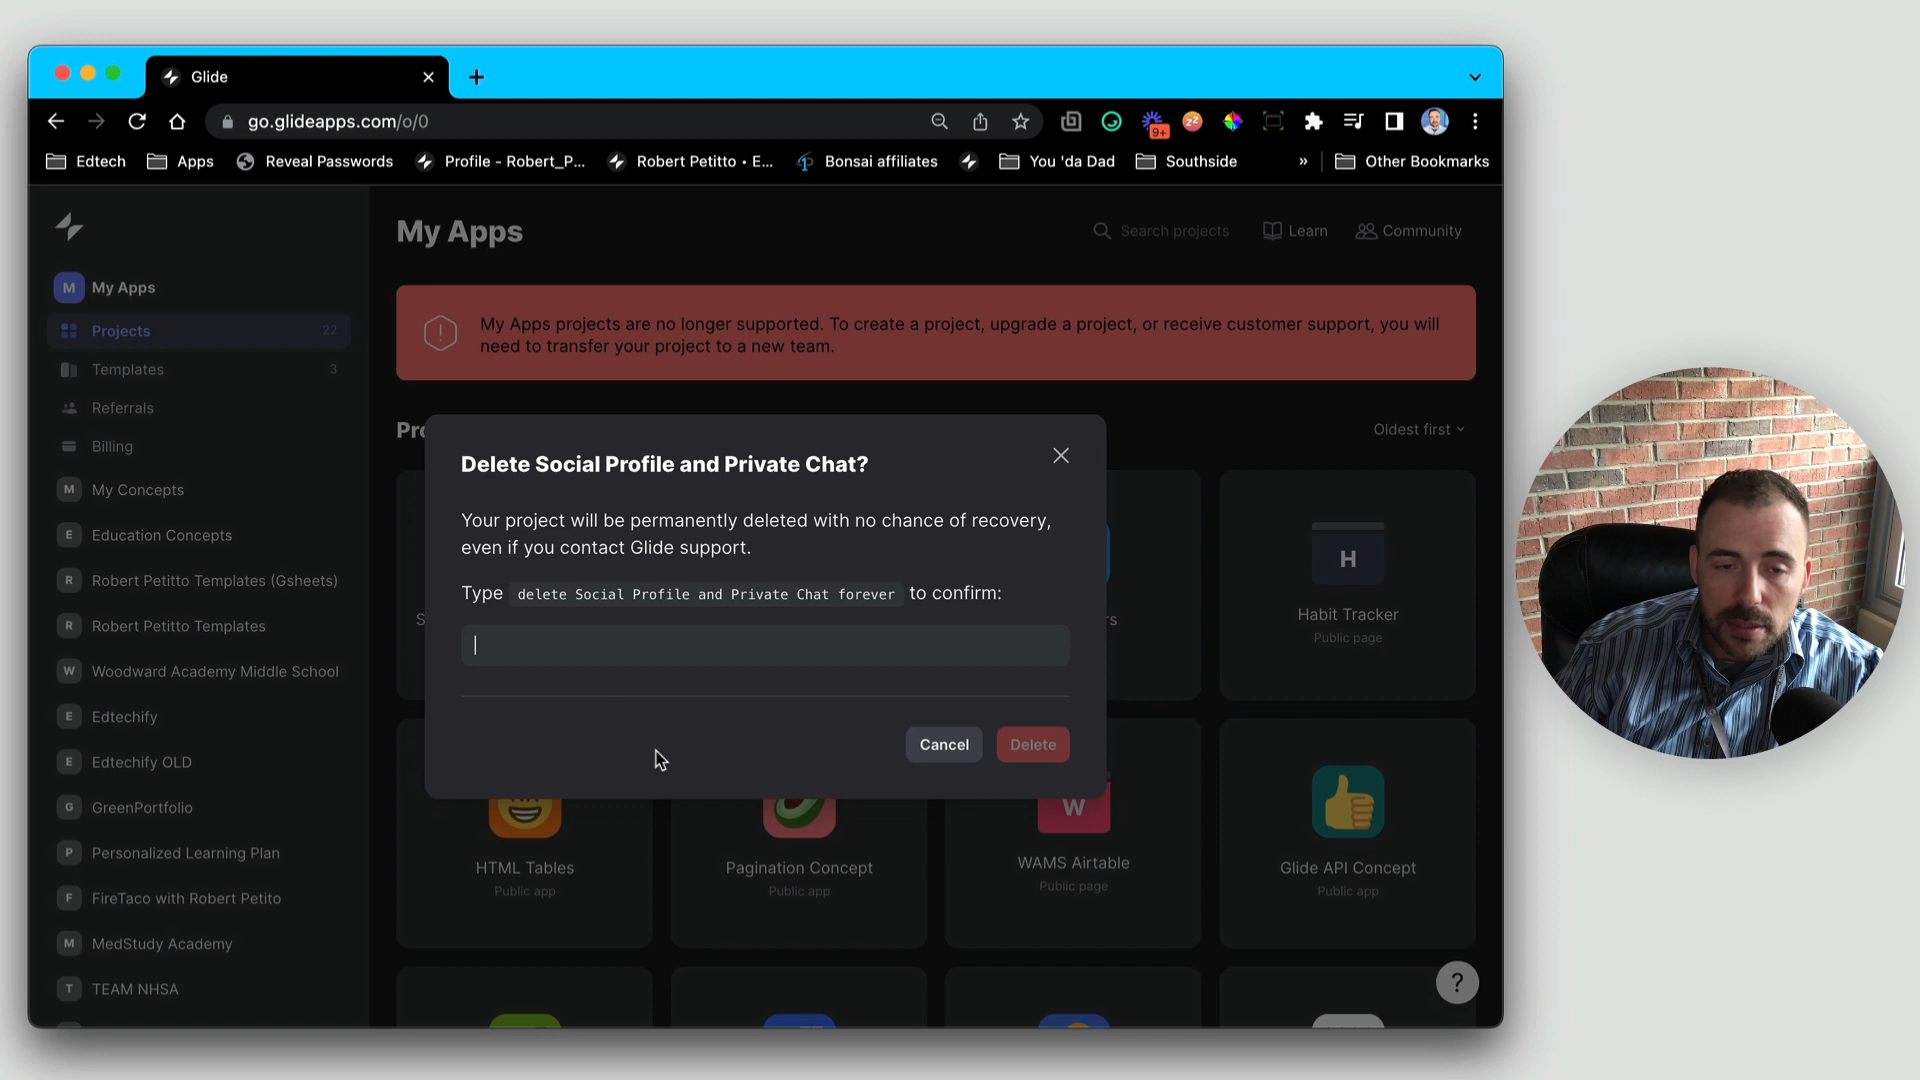 Glide
go.glideapps.com/o/0
9+
Edtech
Apps
Reveal Passwords
Profile - Robert_P...
Robert Petitto • E...
Bonsai affiliates
You 'da Dad
Southside
»
Other Bookmarks
My Apps
Search projects
Learn
Community
M My Apps
Projects 22
Templates 3
Referrals
Billing
M My Concepts
E Education Concepts
R Robert Petitto Templates (Gsheets)
R Robert Petitto Templates
W Woodward Academy Middle School
E Edtechify
E Edtechify OLD
G GreenPortfolio
P Personalized Learning Plan
F FireTaco with Robert Petito
M MedStudy Academy
T TEAM NHSA
My Apps projects are no longer supported. To create a project, upgrade a project, or receive customer support, you will
need to transfer your project to a new team.
Oldest first
Delete Social Profile and Private Chat?
Your project will be permanently deleted with no chance of recovery,
even if you contact Glide support.
Type delete Social Profile and Private Chat forever to confirm:
Cancel
Delete
H
Habit Tracker
Public page
HTML Tables
Public app
Pagination Concept
Public app
W
WAMS Airtable
Public page
Glide API Concept
Public app
?